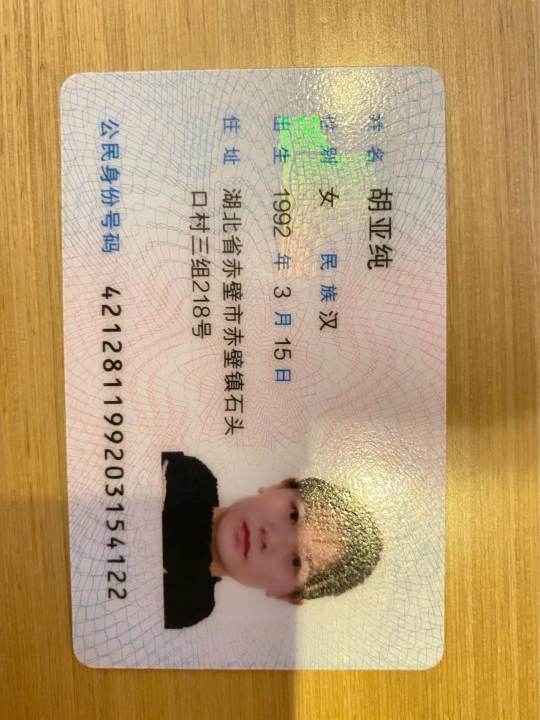 姓名 胡亚纯
性别 女 民族 汉
出生 1992 年 3 月 15 日
住址 湖北省赤壁市赤壁镇石头
口村三组218号
公民身份号码 421281199203154122